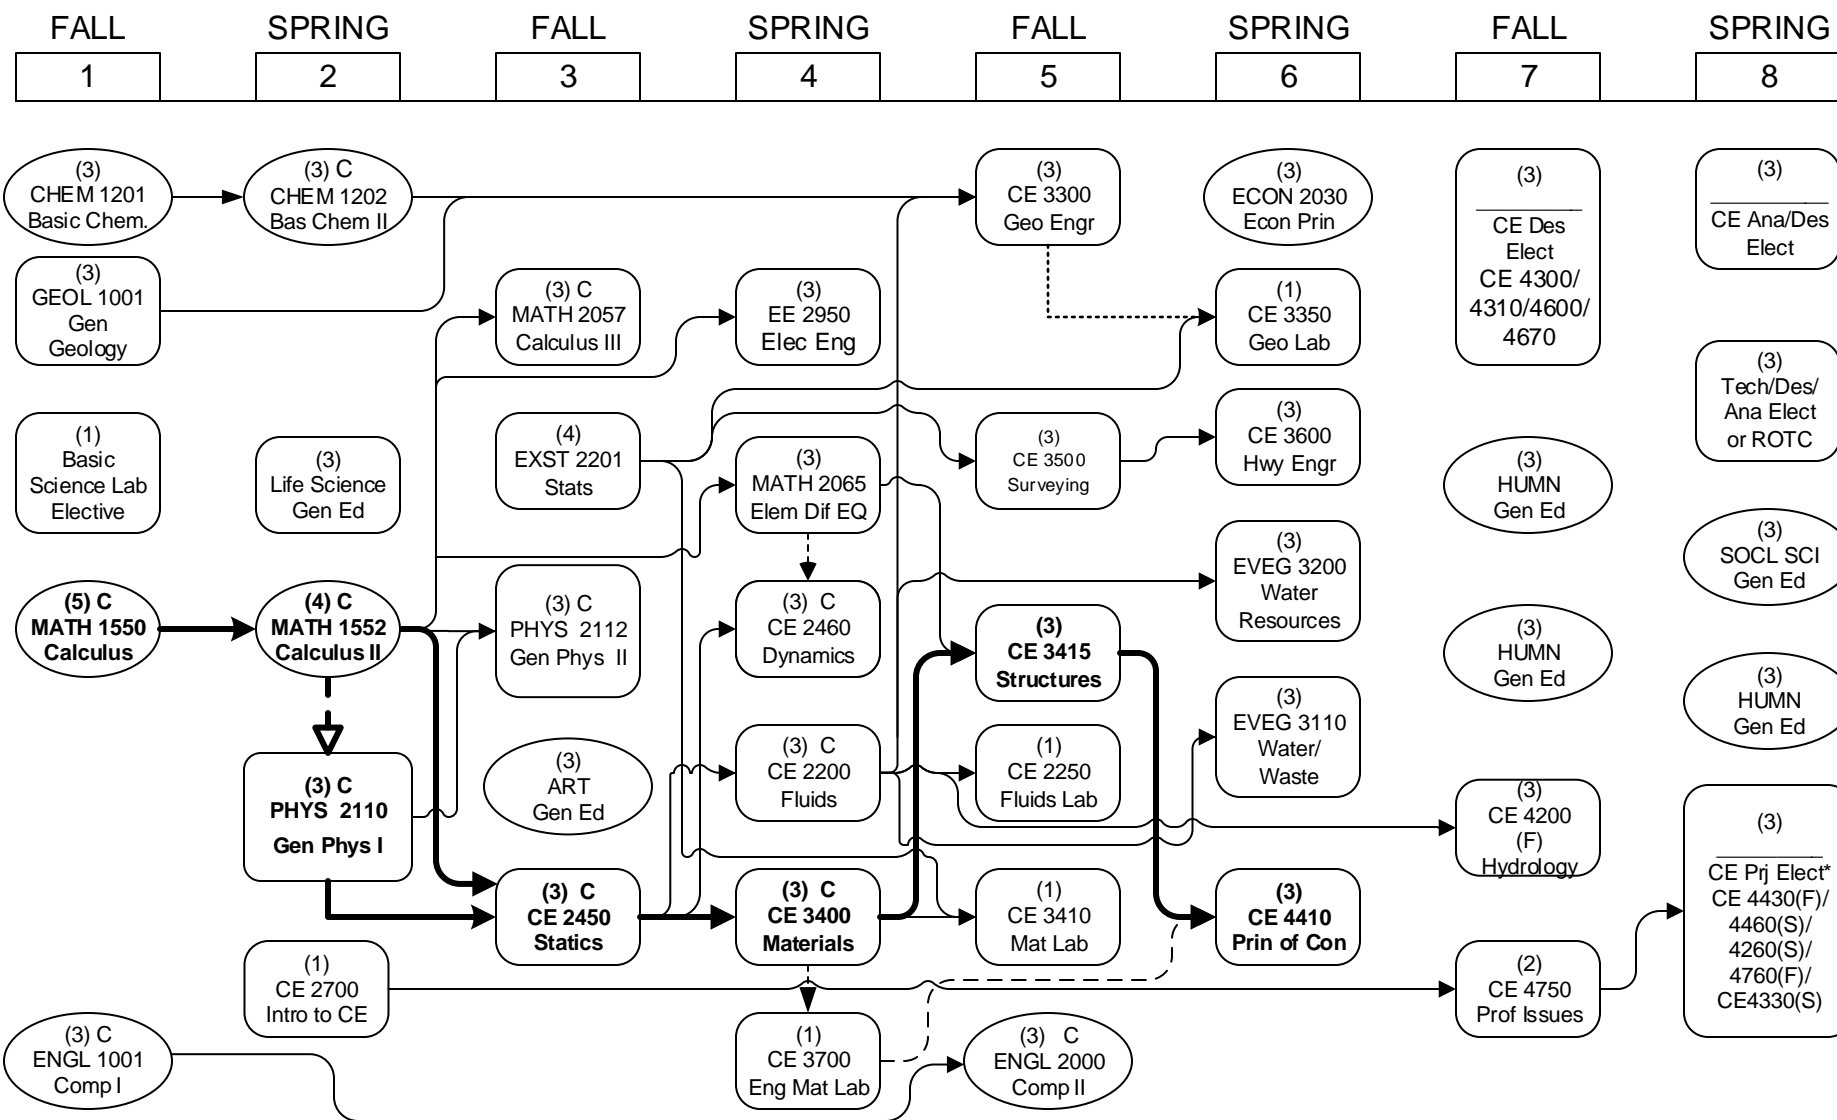 FALL
SPRING
FALL
SPRING
FALL
SPRING
FALL
SPRING
1
2
3
4
5
6
7
8
(3)
CHEM 1201
Basic Chem.
(3)
GEOL 1001
Gen
Geology
(1)
Basic
Science Lab
Elective
(5) C
MATH 1550
Calculus
(3) C
ENGL 1001
Comp I
(3) C
CHEM 1202
Bas Chem II
(3)
Life Science
Gen Ed
(4) C
MATH 1552
Calculus II
(3) C
PHYS 2110
Gen Phys I
(1)
CE 2700
Intro to CE
(3) C
MATH 2057
Calculus III
(4)
EXST 2201
Stats
(3) C
PHYS 2112
Gen Phys II
(3)
ART
Gen Ed
(3) C
CE 2450
Statics
(3)
EE 2950
Elec Eng
(3)
MATH 2065
Elem Dif EQ
(3) C
CE 2460
Dynamics
(3) C
CE 2200
Fluids
(3) C
CE 3400
Materials
(1)
CE 3700
Eng Mat Lab
(3)
CE 3300
Geo Engr
(3)
CE 3500
Surveying
(3)
CE 3415
Structures
(1)
CE 2250
Fluids Lab
(1)
CE 3410
Mat Lab
(3) C
ENGL 2000
Comp II
(3)
ECON 2030
Econ Prin
(1)
CE 3350
Geo Lab
(3)
CE 3600
Hwy Engr
(3)
EVEG 3200
Water
Resources
(3)
EVEG 3110
Water/
Waste
(3)
CE 4410
Prin of Con
(3)
__________
CE Des
Elect
CE 4300/
4310/4600/
4670
(3)
HUMN
Gen Ed
(3)
HUMN
Gen Ed
(3)
CE 4200
(F)
Hydrology
(2)
CE 4750
Prof Issues
(3)
___________
CE Ana/Des
Elect
(3)
Tech/Des/
Ana Elect
or ROTC
(3)
SOCL SCI
Gen Ed
(3)
HUMN
Gen Ed
(3)
__________
CE Prj Elect*
CE 4430(F)/
4460(S)/
4260(S)/
4760(F)/
CE4330(S)